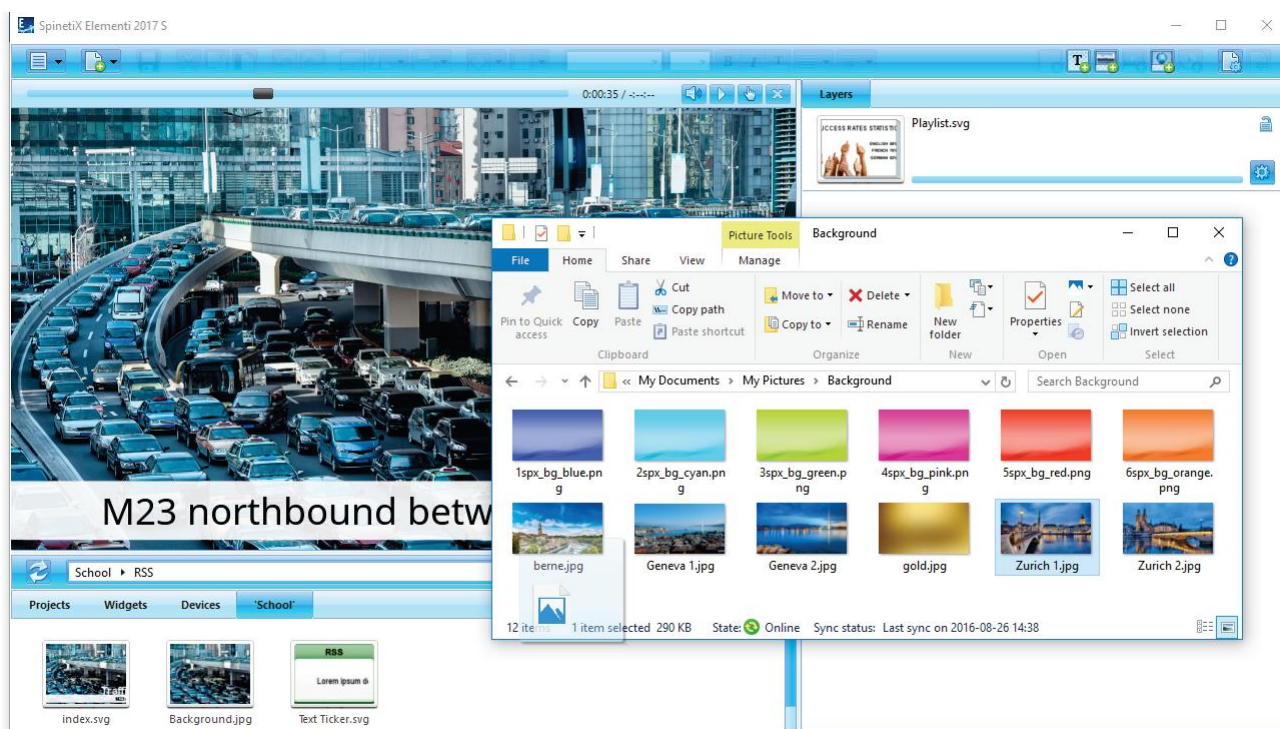 SpinetiX Elementi 2017 S
B I T
T
0:00:35 / -:--:--
Layers
Playlist.svg
UCCESS RATES STATISTIC
M23 northbound betw
School ▸ RSS
Projects Widgets Devices 'School'
RSS
Lorem ipsum d
index.svg Background.jpg Text Ticker.svg
Picture Tools Background
File Home Share View Manage
Pin to Quick access
Copy
Paste
Cut
Copy path
Paste shortcut
Clipboard
Move to
Copy to
Delete
Rename
Organize
New folder
New
Properties
Open
Select all
Select none
Invert selection
Select
« My Documents > My Pictures > Background
Search Background
1spx_bg_blue.pn
g
2spx_bg_cyan.pn
g
3spx_bg_green.p
ng
4spx_bg_pink.pn
g
5spx_bg_red.png
6spx_bg_orange.
png
berne.jpg Geneva 1.jpg Geneva 2.jpg gold.jpg Zurich 1.jpg Zurich 2.jpg
12 items 1 item selected 290 KB State: Online Sync status: Last sync on 2016-08-26 14:38